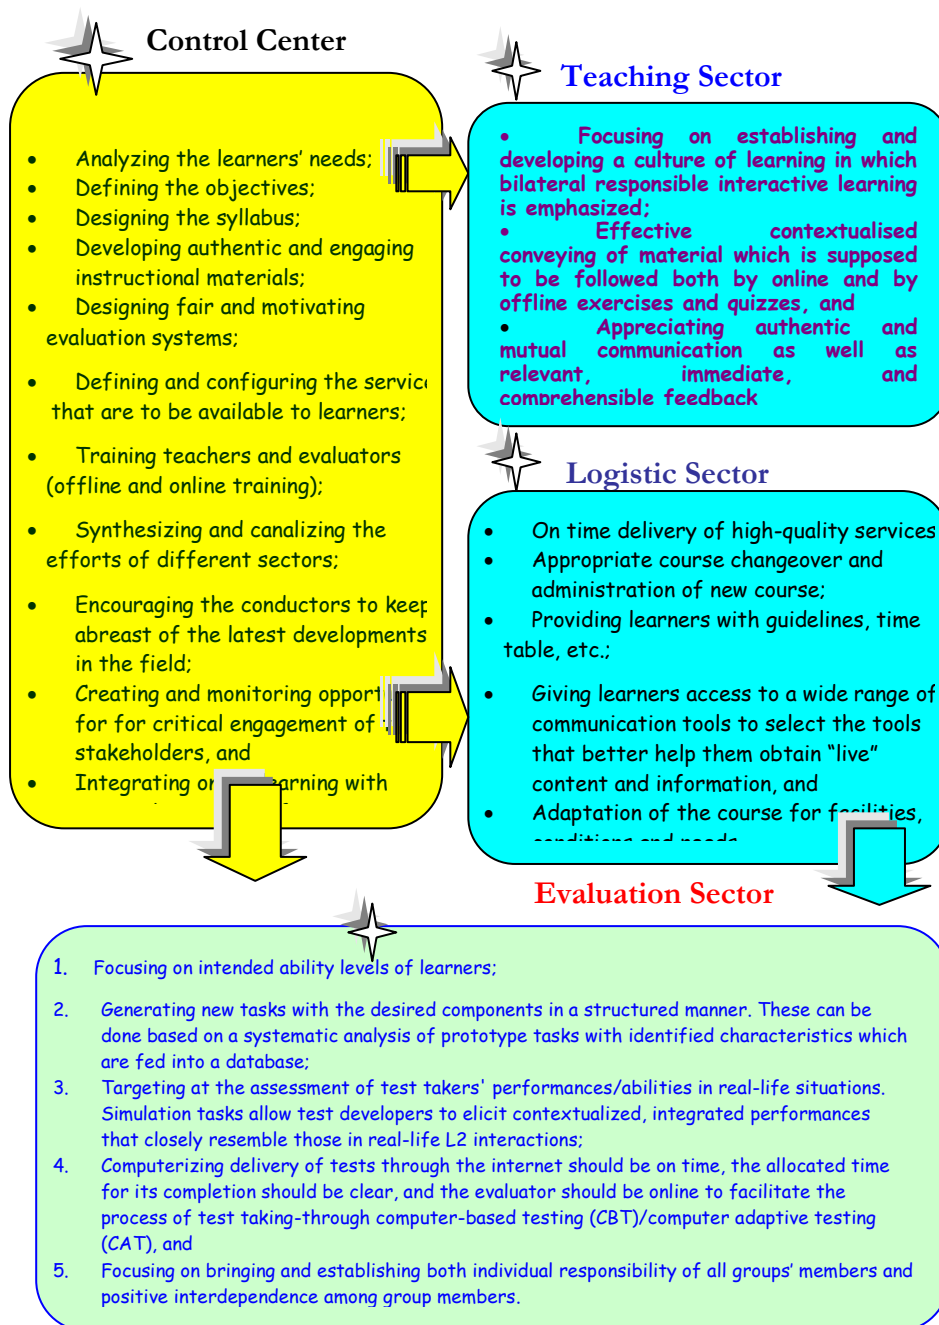 Control Center
• Analyzing the learners' needs;
• Defining the objectives;
• Designing the syllabus;
• Developing authentic and engaging
instructional materials;
• Designing fair and motivating
evaluation systems;
• Defining and configuring the
that are to be available to learners;
• Training teachers and evaluators
(offline and online training);
• Synthesizing and canalizing the
efforts of different sectors;
• Encouraging the conductors to keep
abreast of the latest developments
in the field;
• Creating and monitoring
for for critical engagement of
stakeholders, and
• Integrating with
Teaching Sector
• Focusing on establishing and
developing a culture of learning in which
bilateral responsible interactive learning
is emphasized;
• Effective contextualised
conveying of material which is supposed
to be followed both by online and by
offline exercises and quizzes, and
• Appreciating authentic and
mutual communication as well as
relevant, immediate, and
comprehensible feedback
Logistic Sector
• On time delivery of high-quality services
• Appropriate course changeover and
administration of new course;
• Providing learners with guidelines, time
table, etc.;
• Giving learners access to a wide range of
communication tools to select the tools
that better help them obtain "live"
content and information, and
• Adaptation of the course for facilities,
conditions and needs
Evaluation Sector
1. Focusing on intended ability levels of learners;
2. Generating new tasks with the desired components in a structured manner. These can be
done based on a systematic analysis of prototype tasks with identified characteristics which
are fed into a database;
3. Targeting at the assessment of test takers' performances/abilities in real-life situations.
Simulation tasks allow test developers to elicit contextualized, integrated performances
that closely resemble those in real-life L2 interactions;
4. Computerizing delivery of tests through the internet should be on time, the allocated time
for its completion should be clear, and the evaluator should be online to facilitate the
process of test taking-through computer-based testing (CBT)/computer adaptive testing
(CAT), and
5. Focusing on bringing and establishing both individual responsibility of all groups' members and
positive interdependence among group members.